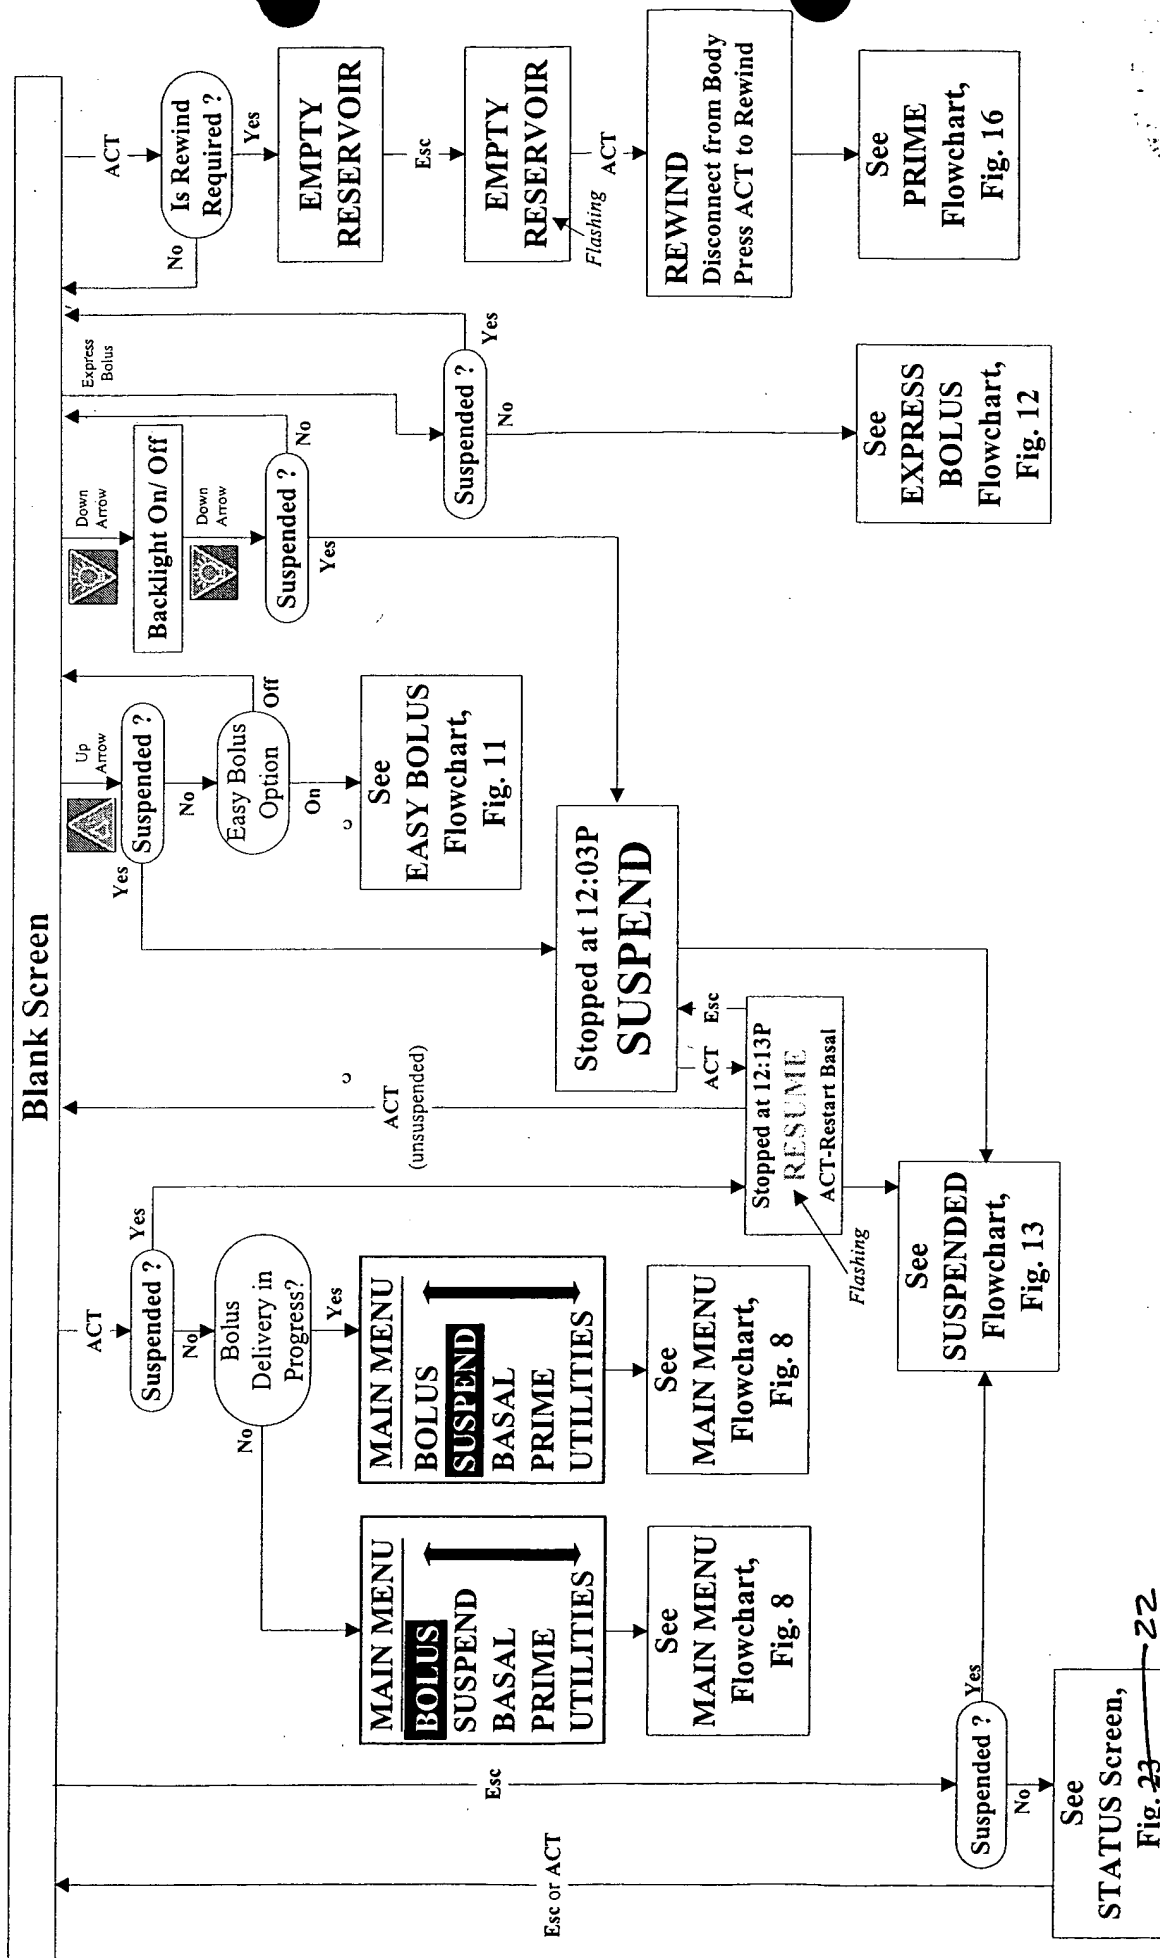 Blank Screen
Esc or ACT
Esc
Suspended ?
Yes
No
See
STATUS Screen,
Fig. 23 22
ACT
Suspended ?
Yes
No
Bolus
Delivery in
Progress?
No
Yes
MAIN MENU
BOLUS
SUSPEND
BASAL
PRIME
UTILITIES
See
MAIN MENU
Flowchart,
Fig. 8
MAIN MENU
BOLUS
SUSPEND
BASAL
PRIME
UTILITIES
See
MAIN MENU
Flowchart,
Fig. 8
ACT
(unsuspended)
Stopped at 12:13P
RESUME
ACT-Restart Basal
Flashing
ACT
Esc
See
SUSPENDED
Flowchart,
Fig. 13
Stopped at 12:03P
SUSPEND
Up
Arrow
Suspended ?
Yes
No
Easy Bolus
Option
Off
On
See
EASY BOLUS
Flowchart,
Fig. 11
Down
Arrow
Backlight On/ Off
Down
Arrow
Suspended ?
No
Yes
Express
Bolus
Suspended ?
Yes
No
See
EXPRESS
BOLUS
Flowchart,
Fig. 12
ACT
Is Rewind
Required ?
No
Yes
EMPTY
RESERVOIR
Esc
EMPTY
RESERVOIR
Flashing
ACT
REWIND
Disconnect from Body
Press ACT to Rewind
See
PRIME
Flowchart,
Fig. 16